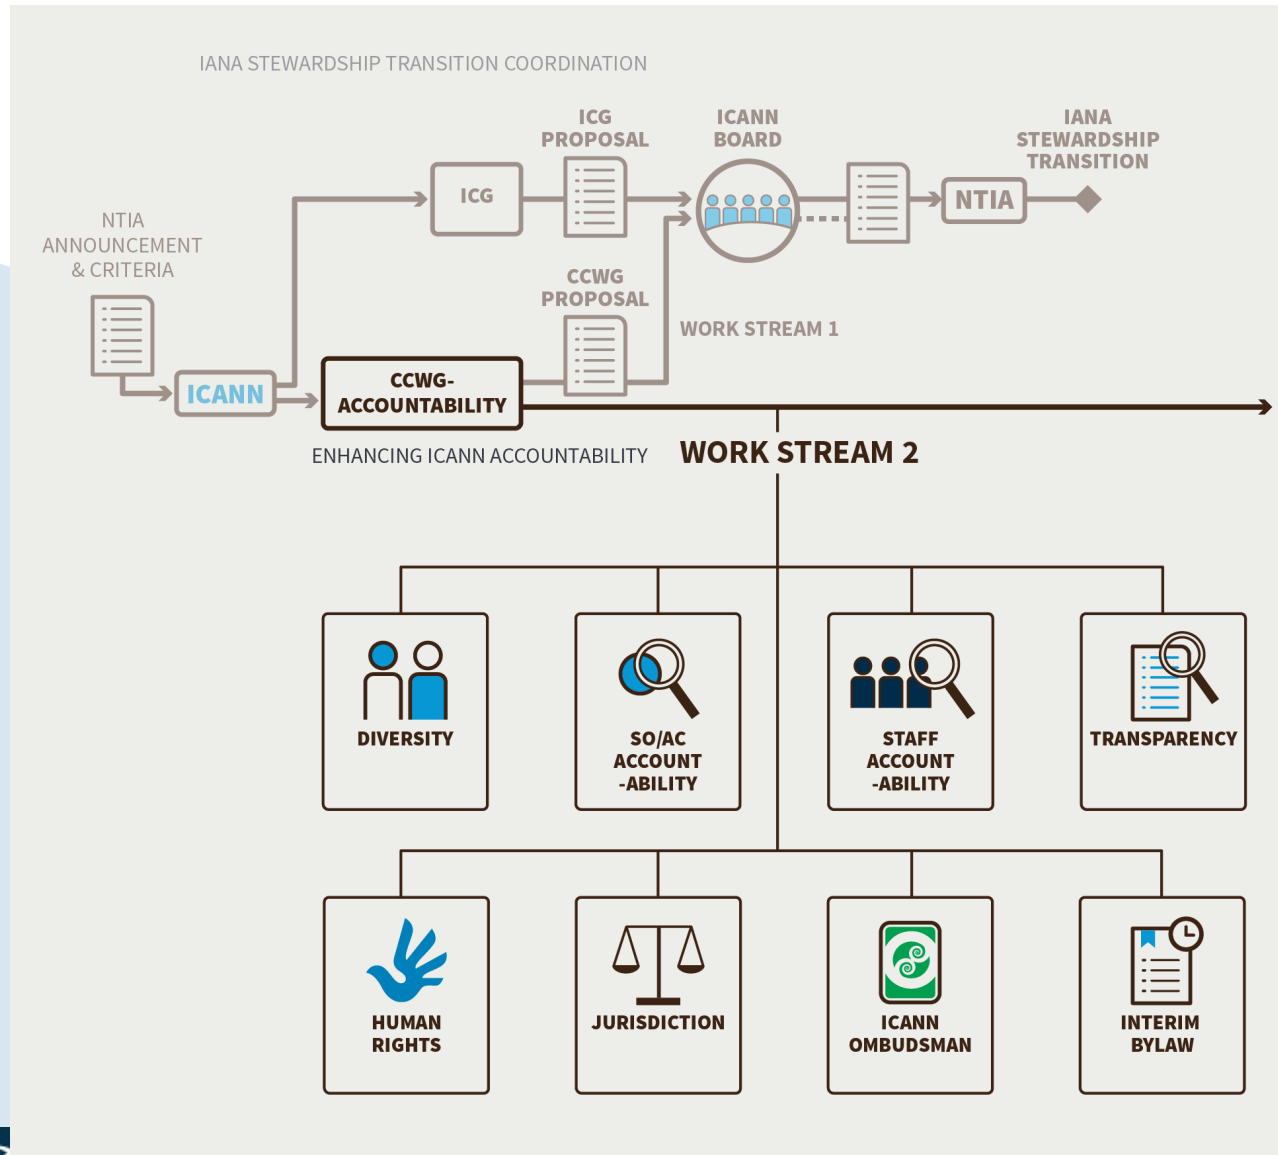 IANA STEWARDSHIP TRANSITION COORDINATION
ICG
PROPOSAL
ICANN
BOARD
IANA
STEWARDSHIP
TRANSITION
ICG
NTIA
NTIA
ANNOUNCEMENT
& CRITERIA
CCWG
PROPOSAL
WORK STREAM 1
ICANN
CCWG-
ACCOUNTABILITY
ENHANCING ICANN ACCOUNTABILITY
WORK STREAM 2
DIVERSITY
SO/AC
ACCOUNT
-ABILITY
STAFF
ACCOUNT
-ABILITY
TRANSPARENCY
HUMAN
RIGHTS
JURISDICTION
ICANN
OMBUDSMAN
INTERIM
BYLAW